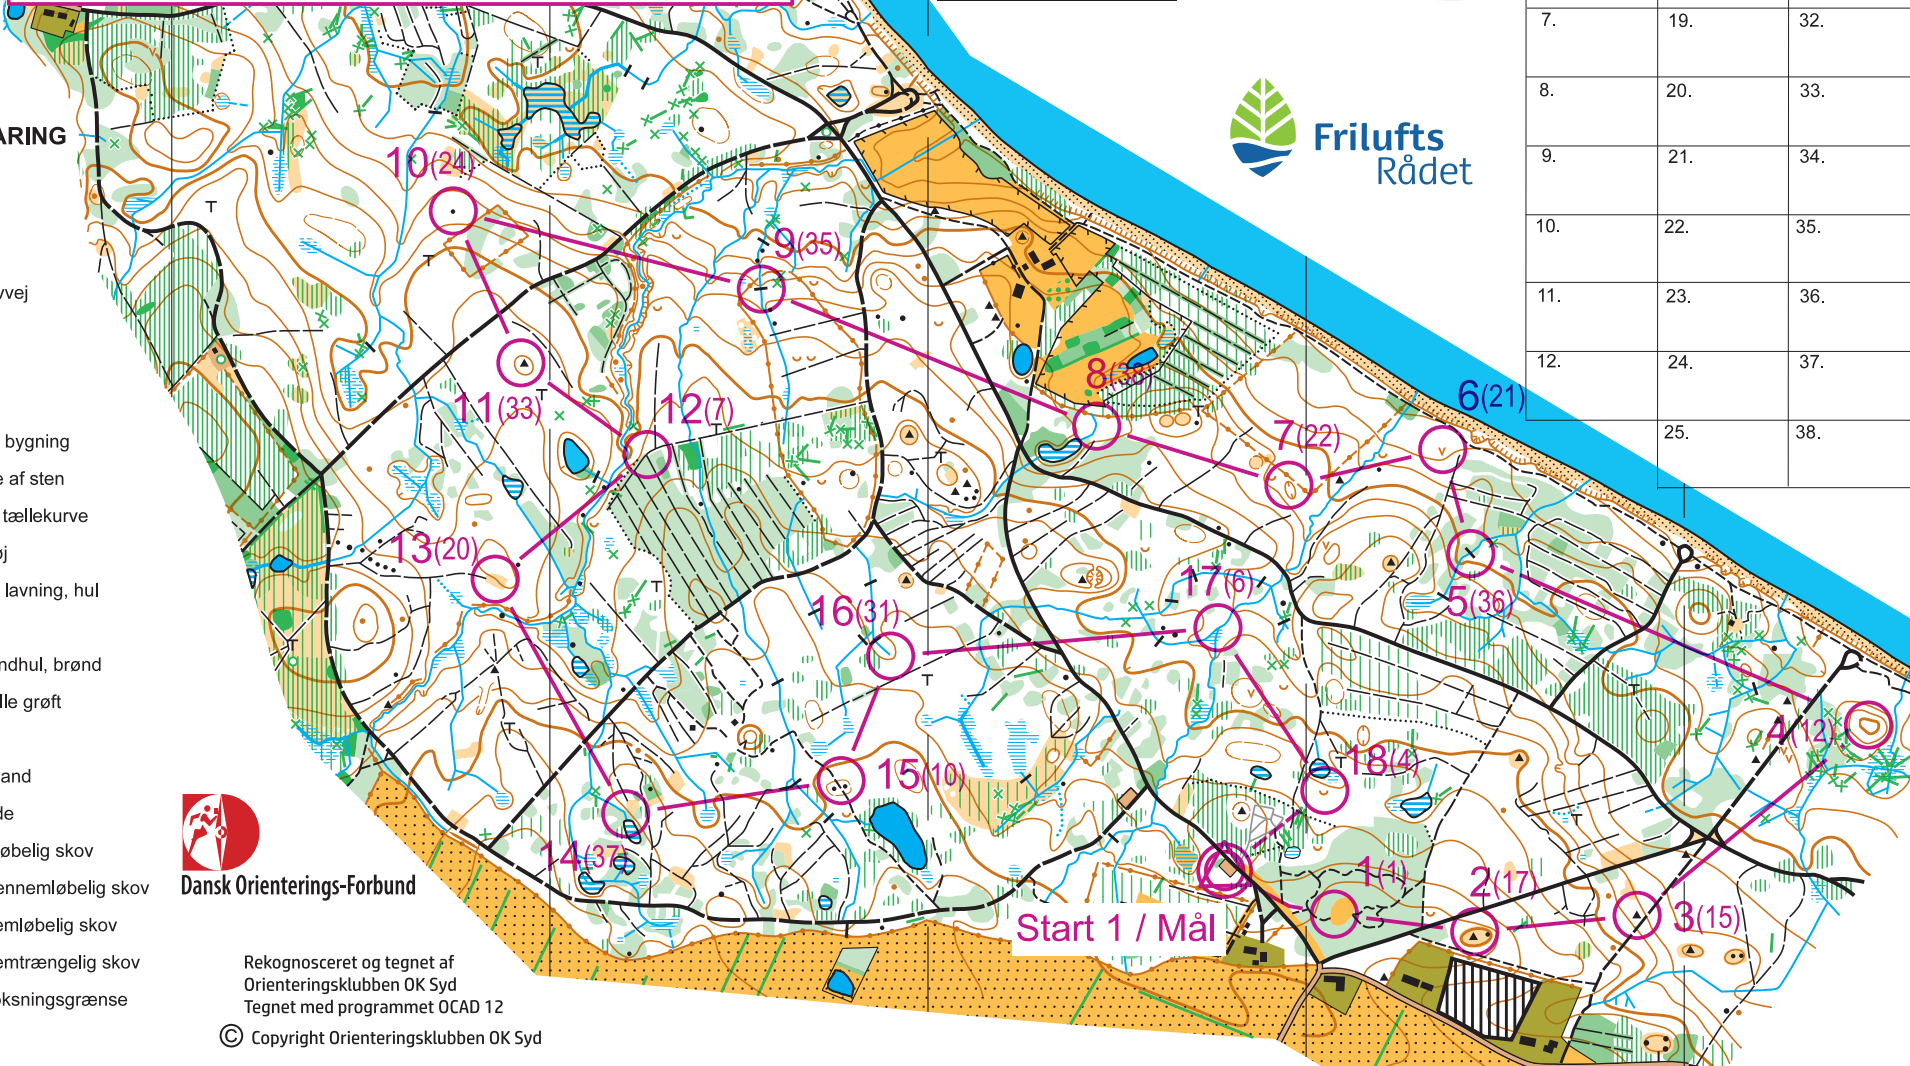 7. 19. 32.
8. 20. 33.
9. 21. 34.
10. 22. 35.
11. 23. 36.
12. 24. 37.
25. 38.
Frilufts
Rådet
ARING
vvej
bygning
e af sten
tællekurve
øj
lavning, hul
ndhul, brønd
lle grøft
and
de
øbelig skov
ennemløbelig skov
emløbelig skov
emtrængelig skov
oksningsgrænse
10(24)
9(35)
8(38)
6(21)
7(22)
11(33)
12(7)
13(20)
5(36)
17(6)
16(31)
4(12)
18(4)
15(10)
14(37)
1(1)
2(17)
3(15)
Start 1 / Mål
Dansk Orienterings-Forbund
Rekognosceret og tegnet af
Orienteringsklubben OK Syd
Tegnet med programmet OCAD 12
© Copyright Orienteringsklubben OK Syd